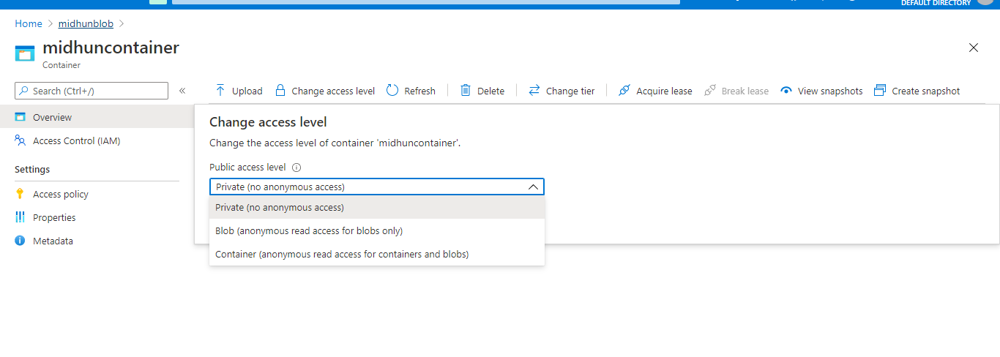 DEFAULT DIRECTORY
Home > midhunblob >
midhuncontainer
Container
Search (Ctrl+/) «
Upload Change access level Refresh Delete Change tier Acquire lease Break lease View snapshots Create snapshot
Overview
Access Control (IAM)
Settings
Access policy
Properties
Metadata
Change access level
Change the access level of container 'midhuncontainer'.
Public access level
Private (no anonymous access)
Private (no anonymous access)
Blob (anonymous read access for blobs only)
Container (anonymous read access for containers and blobs)